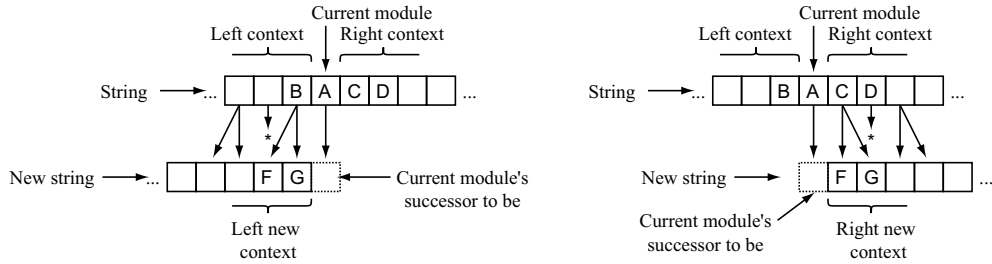 Current module
Left context Right context
String ... B A C D ...
*
New string ... F G Current module's
successor to be
Left new
context
Current module
Left context Right context
String ... B A C D ...
*
New string F G ...
Current module's
successor to be
Right new
context